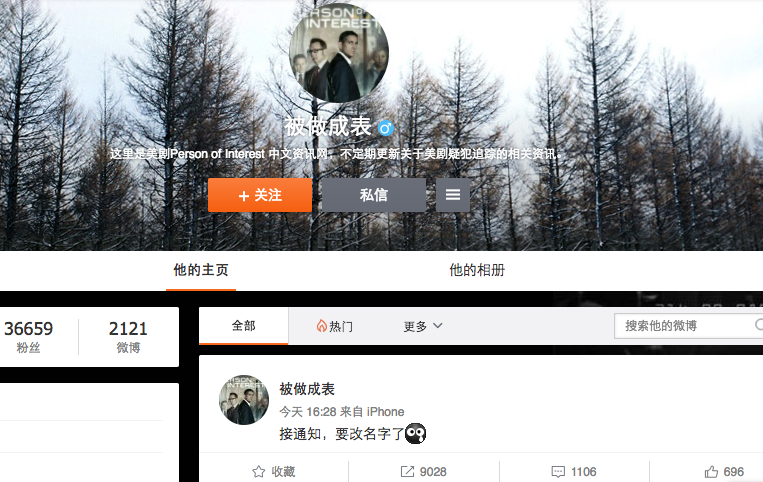 PERSON OF
INTEREST
被做成表
这里是美剧Person of Interest 中文资讯网。不定期更新关于美剧疑犯追踪的相关资讯。
+ 关注
私信
他的主页
他的相册
36659
2121
粉丝
微博
全部
热门
更多
搜索他的微博
PERSON OF
INTEREST
被做成表
今天 16:28 来自 iPhone
接通知，要改名字了
收藏
9028
1106
696